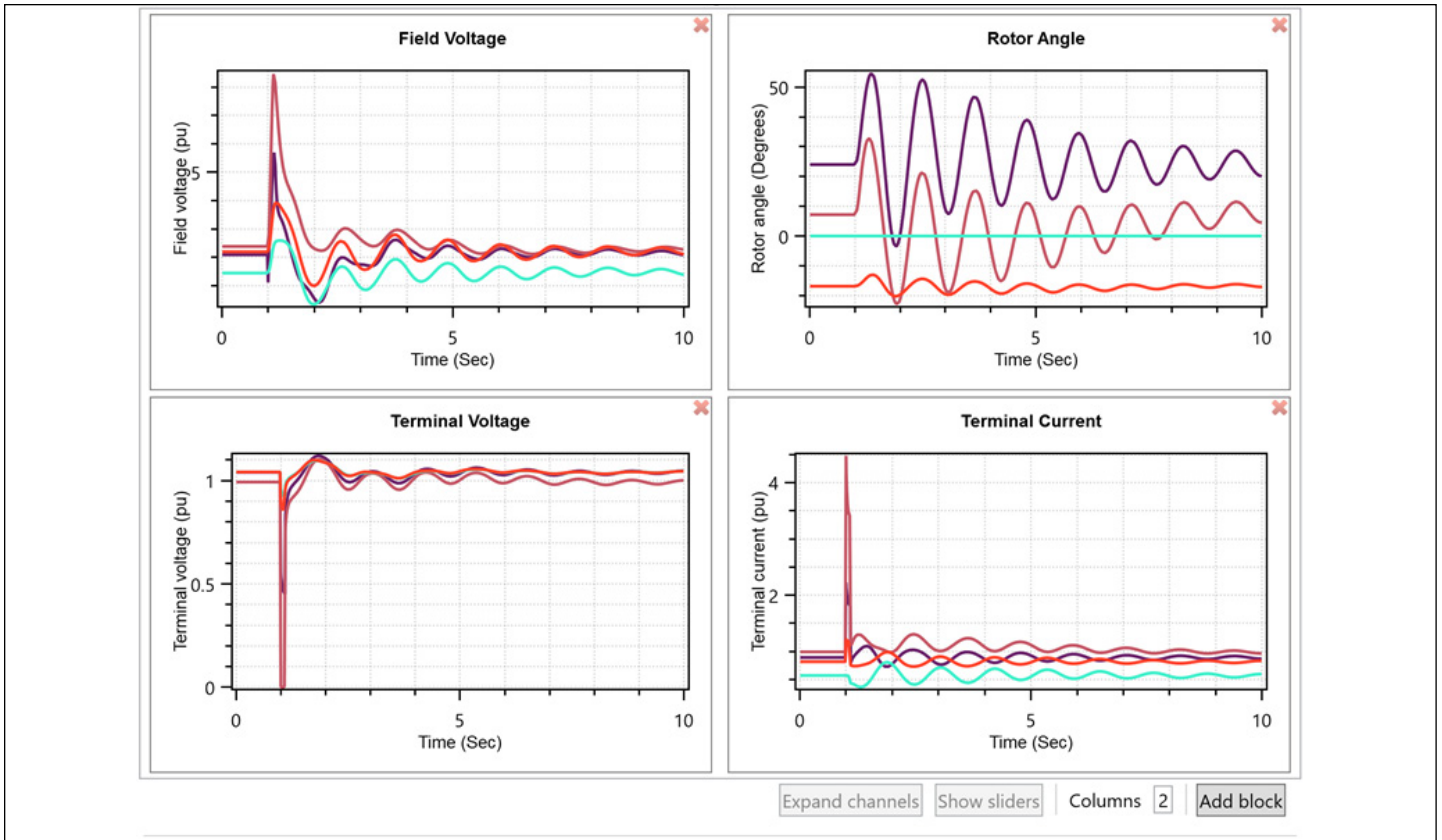 Field Voltage
Field voltage (pu)
5
0 5 10
Time (Sec)
Rotor Angle
Rotor angle (Degrees)
50
0
0 5 10
Time (Sec)
Terminal Voltage
Terminal voltage (pu)
1
0.5
0
0 5 10
Time (Sec)
Terminal Current
Terminal current (pu)
4
2
0 5 10
Time (Sec)
Expand channels Show sliders Columns 2 Add block